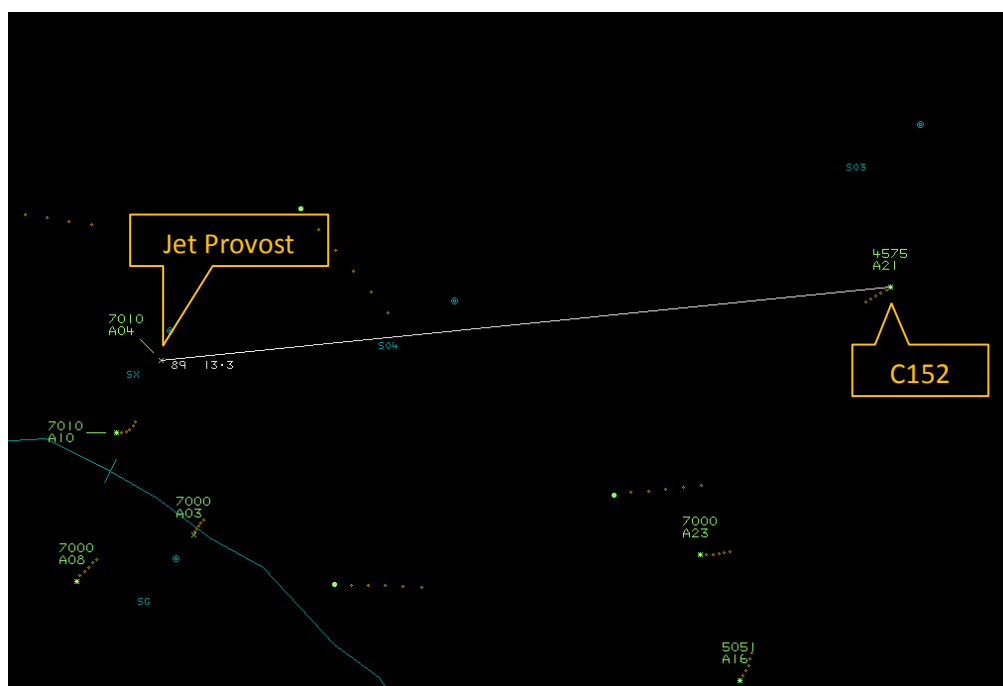 S03
Jet Provost
4575
A21
7010
A04
S04
89 13·3
SX
C152
7010
A10
7000
A03
7000
A23
7000
A08
SG
5051
A16